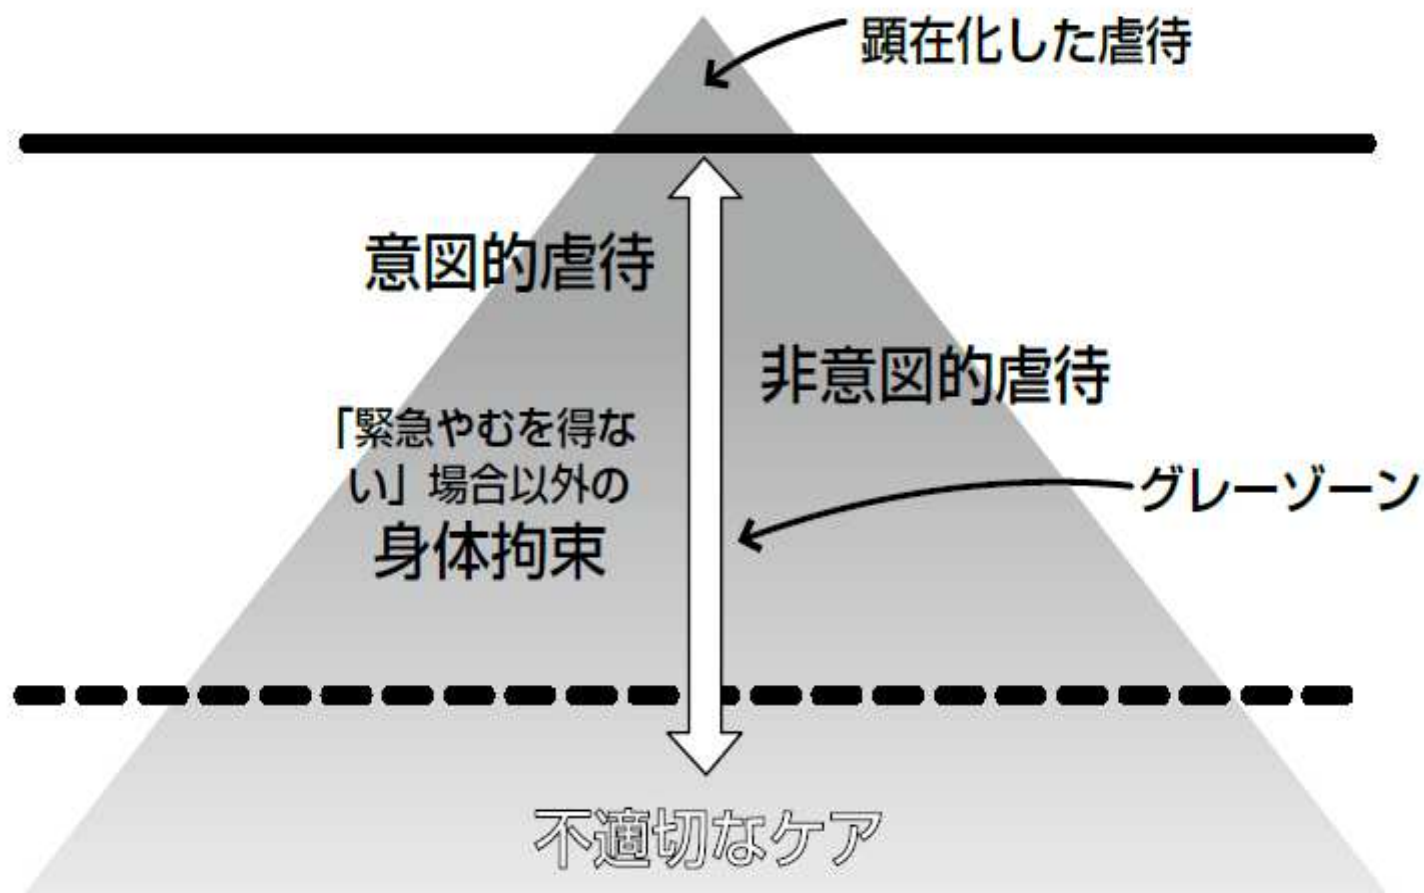 顕在化した虐待
意図的虐待
非意図的虐待
「緊急やむを得な
い」場合以外の
身体拘束
グレーゾーン
不適切なケア